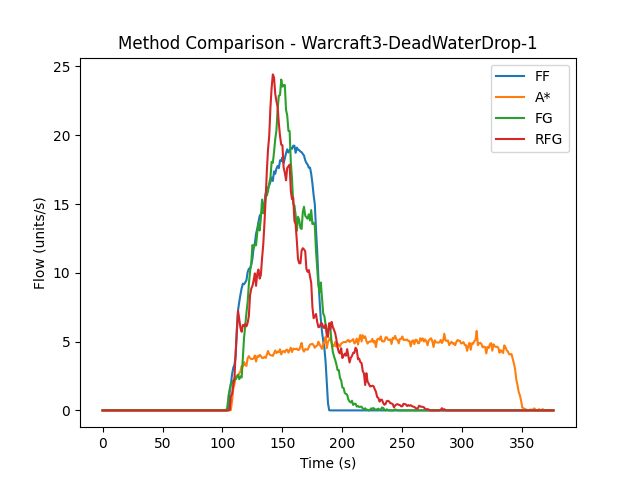 Method Comparison - Warcraft3-DeadWaterDrop-1
FF
A*
FG
RFG
Flow (units/s)
25
20
15
10
5
0
0 50 100 150 200 250 300 350
Time (s)